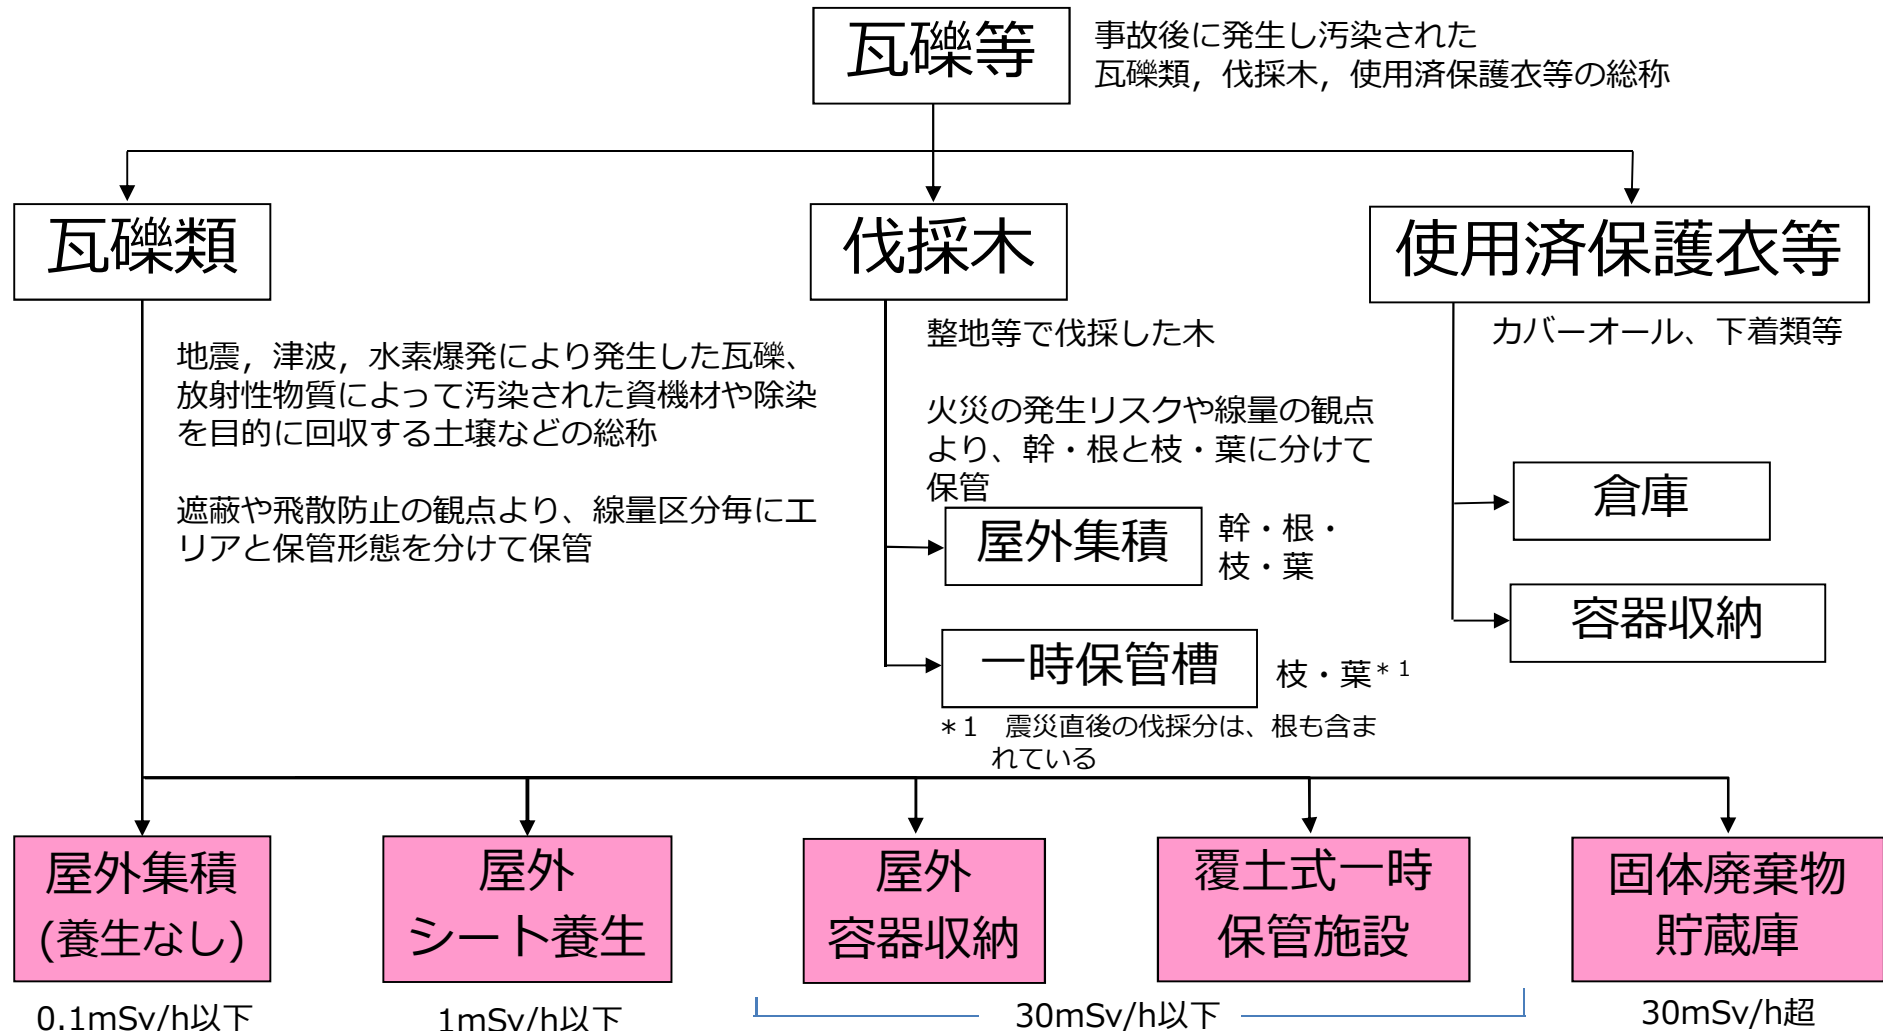 瓦礫等
事故後に発生し汚染された
瓦礫類，伐採木，使用済保護衣等の総称
瓦礫類
伐採木
使用済保護衣等
地震，津波，水素爆発により発生した瓦礫、
放射性物質によって汚染された資機材や除染
を目的に回収する土壌などの総称
遮蔽や飛散防止の観点より、線量区分毎にエ
リアと保管形態を分けて保管
整地等で伐採した木
火災の発生リスクや線量の観点
より、幹・根と枝・葉に分けて
保管
屋外集積
幹・根・
枝・葉
一時保管槽
枝・葉＊1
＊1　震災直後の伐採分は、根も含ま
れている
カバーオール、下着類等
倉庫
容器収納
屋外集積
(養生なし)
0.1mSv/h以下
屋外
シート養生
1mSv/h以下
屋外
容器収納
覆土式一時
保管施設
30mSv/h以下
固体廃棄物
貯蔵庫
30mSv/h超